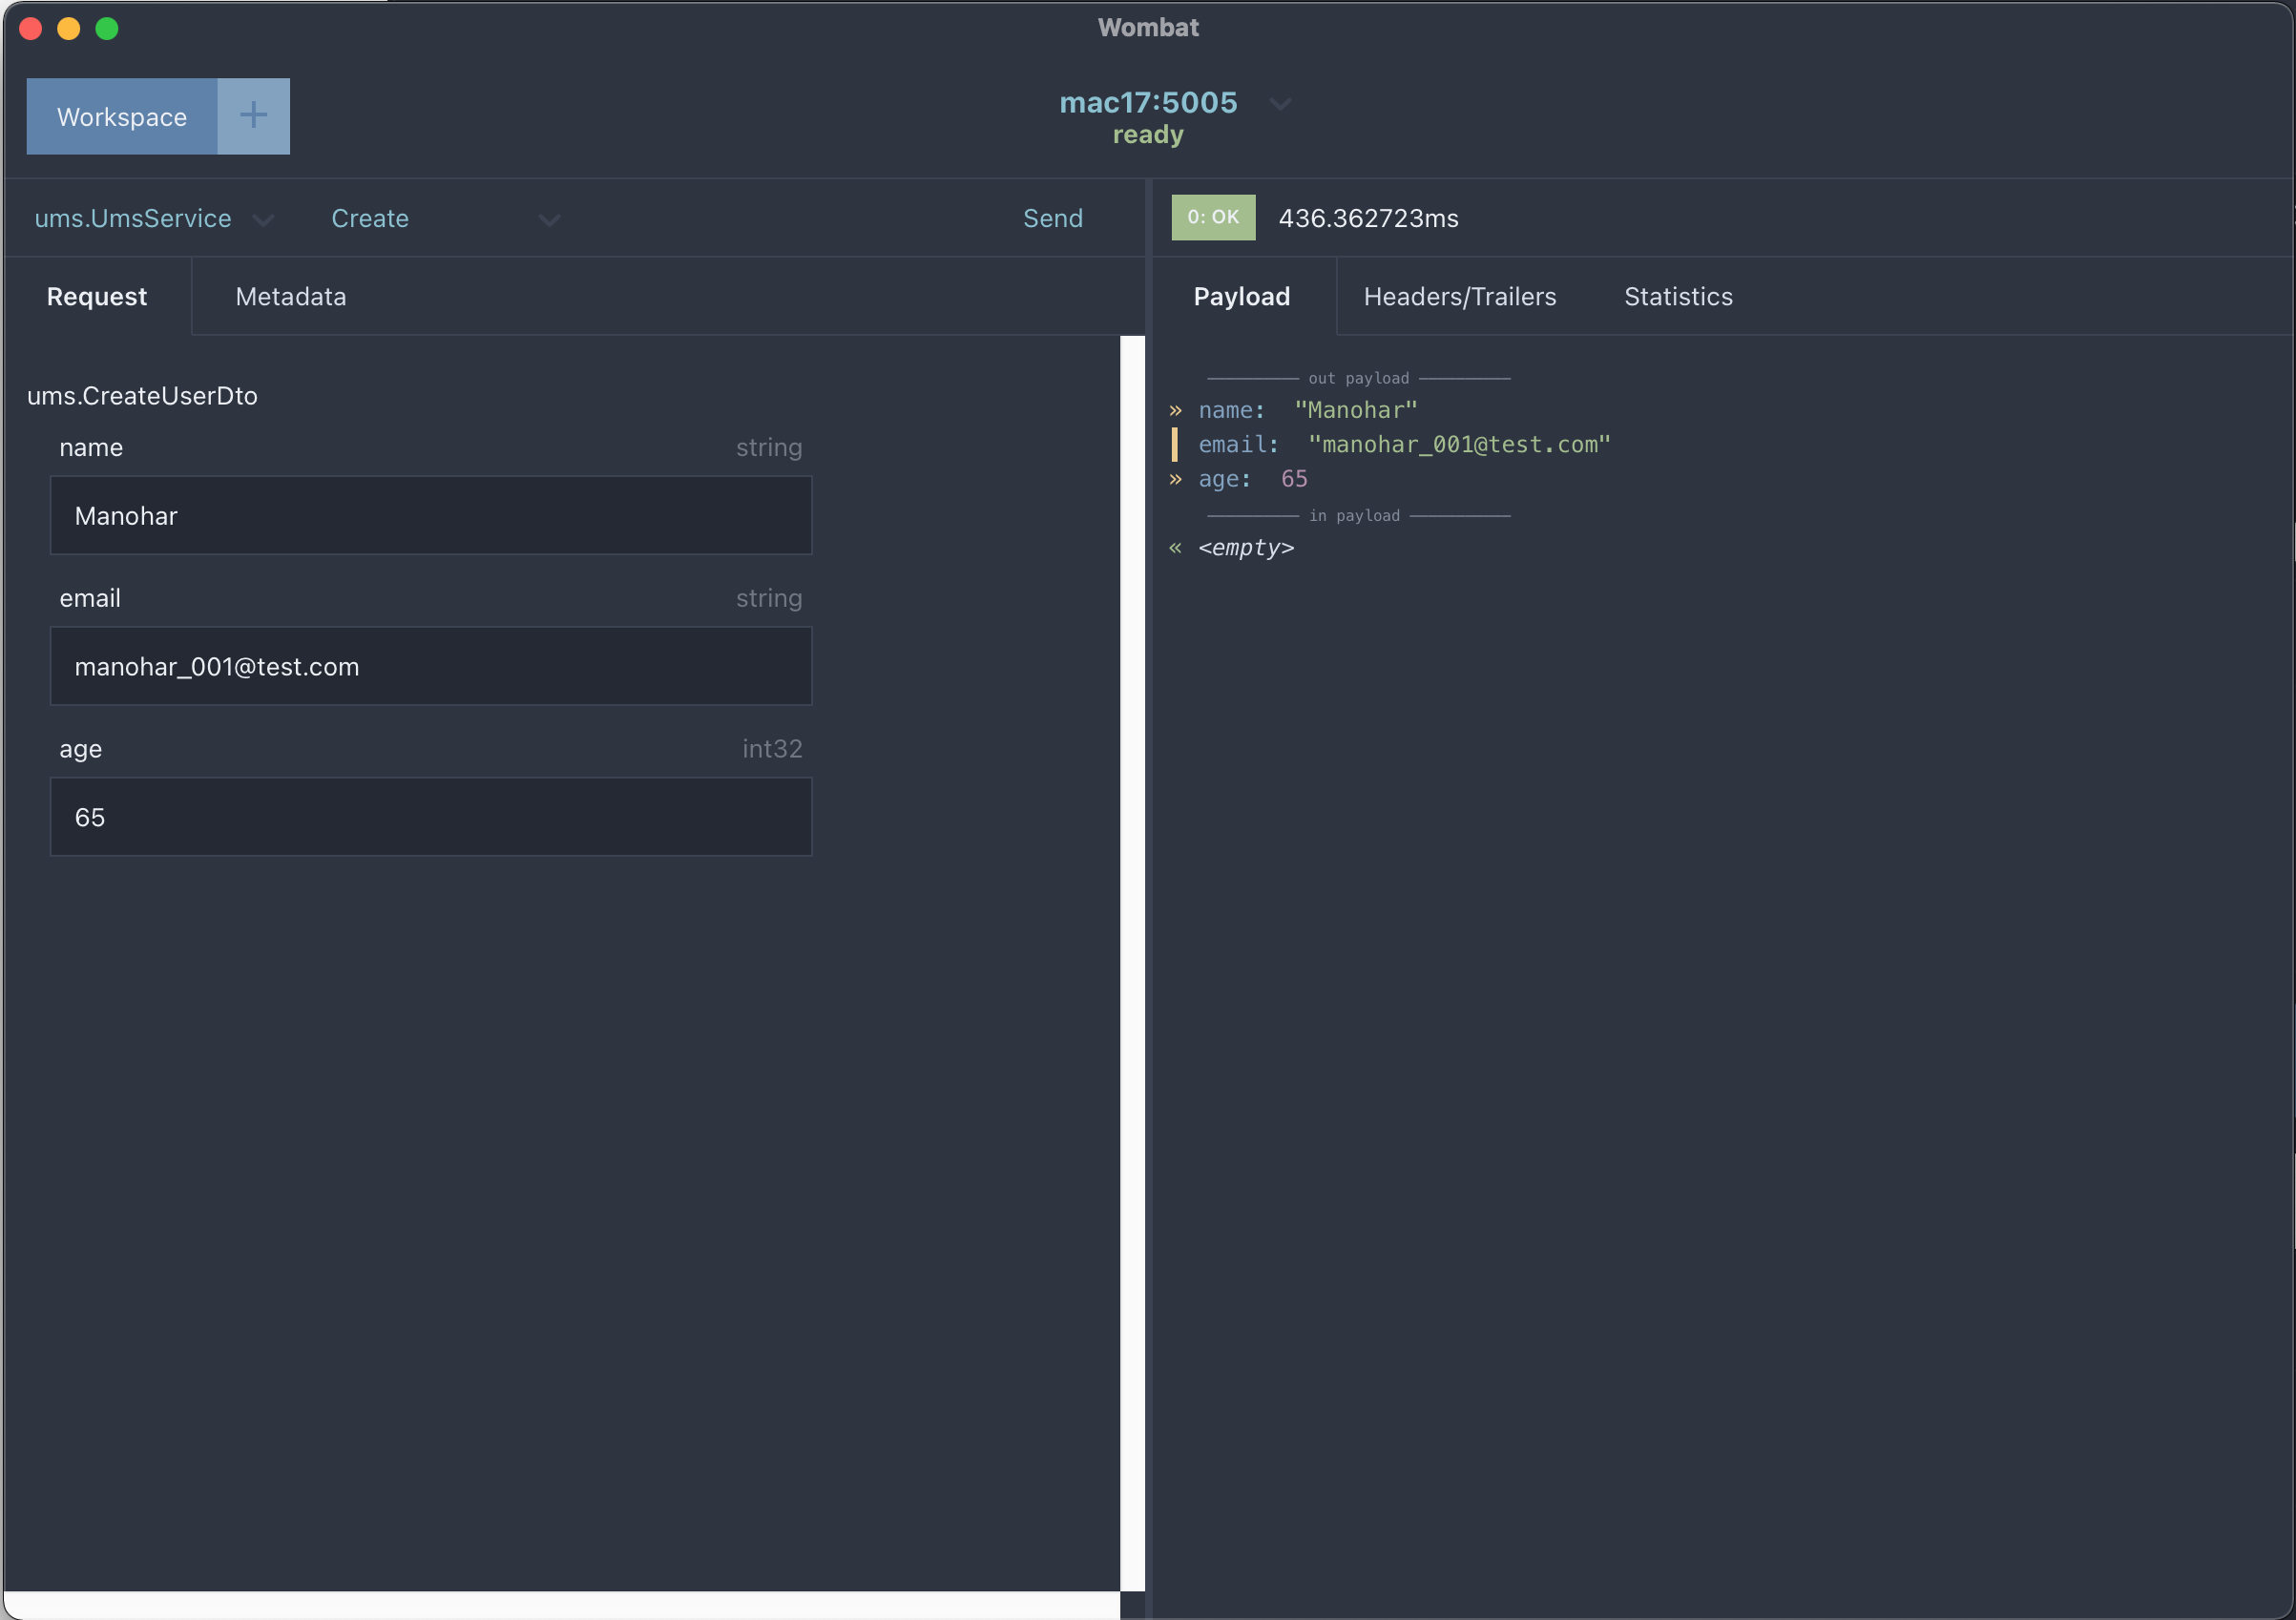 Wombat
Workspace +
mac17:5005
ready
ums.UmsService Create Send
Request Metadata
ums.CreateUserDto
name string
Manohar
email string
manohar_001@test.com
age int32
65
0: OK 436.362723ms
Payload Headers/Trailers Statistics
out payload
» name: "Manohar"
email: "manohar_001@test.com"
» age: 65
in payload
« <empty>